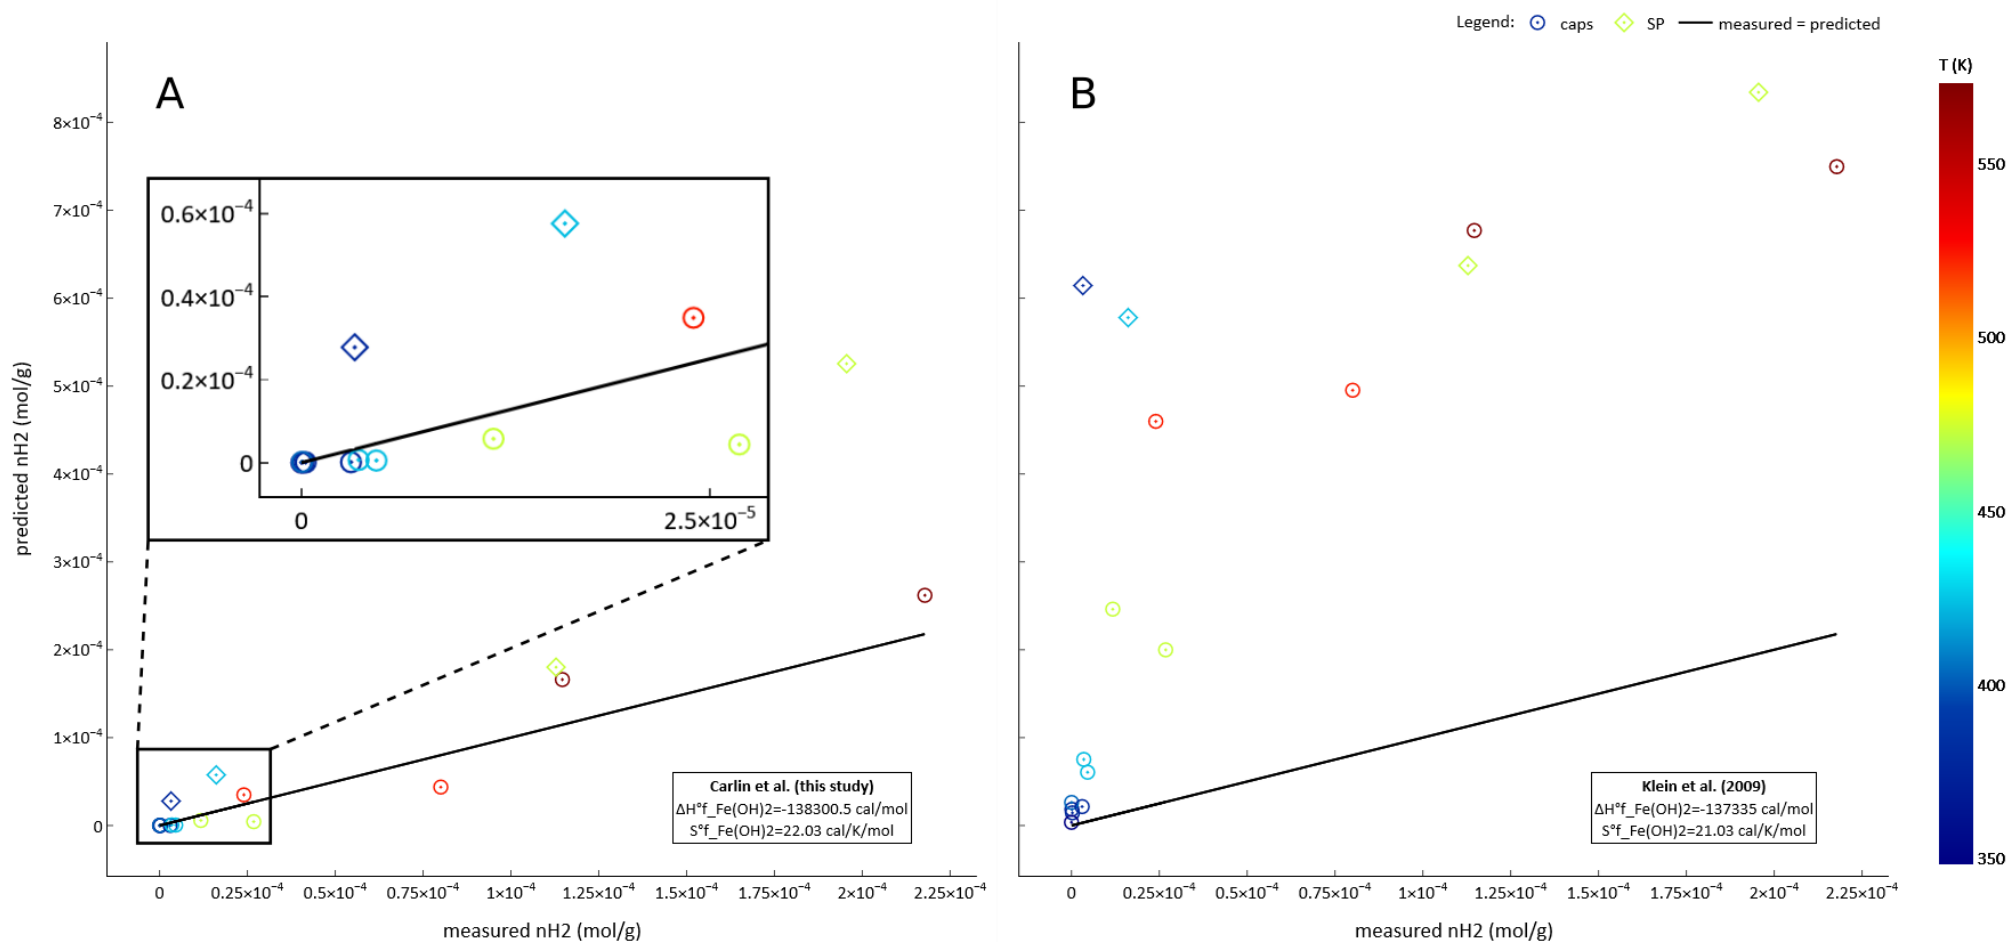 Legend: caps SP measured = predicted
A
B
T (K)
8×10⁻⁴
7×10⁻⁴
6×10⁻⁴
5×10⁻⁴
4×10⁻⁴
3×10⁻⁴
2×10⁻⁴
1×10⁻⁴
0
predicted nH2 (mol/g)
0.6×10⁻⁴
0.4×10⁻⁴
0.2×10⁻⁴
0
0 2.5×10⁻⁵
Carlin et al. (this study)
ΔH°f_Fe(OH)2=-138300.5 cal/mol
S°f_Fe(OH)2=22.03 cal/K/mol
0 0.25×10⁻⁴ 0.5×10⁻⁴ 0.75×10⁻⁴ 1×10⁻⁴ 1.25×10⁻⁴ 1.5×10⁻⁴ 1.75×10⁻⁴ 2×10⁻⁴ 2.25×10⁻⁴
measured nH2 (mol/g)
Klein et al. (2009)
ΔH°f_Fe(OH)2=-137335 cal/mol
S°f_Fe(OH)2=21.03 cal/K/mol
0 0.25×10⁻⁴ 0.5×10⁻⁴ 0.75×10⁻⁴ 1×10⁻⁴ 1.25×10⁻⁴ 1.5×10⁻⁴ 1.75×10⁻⁴ 2×10⁻⁴ 2.25×10⁻⁴
measured nH2 (mol/g)
550
500
450
400
350